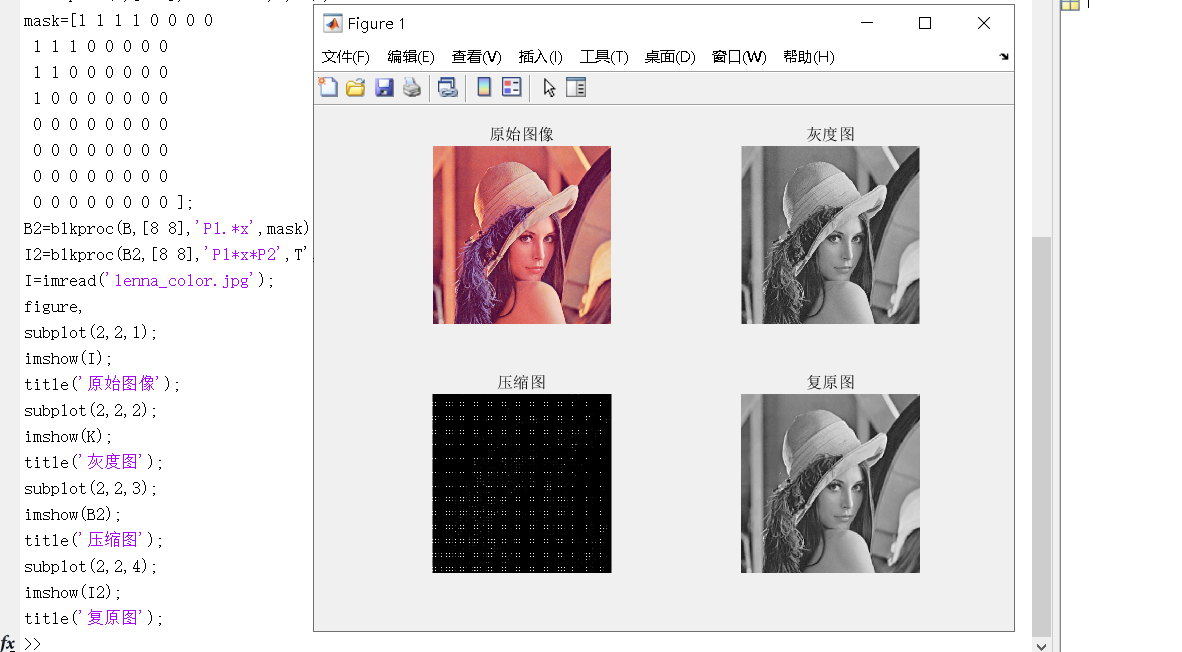 mask=[1 1 1 1 0 0 0 0
1 1 1 0 0 0 0 0
1 1 0 0 0 0 0 0
1 0 0 0 0 0 0 0
0 0 0 0 0 0 0 0
0 0 0 0 0 0 0 0
0 0 0 0 0 0 0 0
0 0 0 0 0 0 0 0 ];
B2=blkproc(B,[8 8],'P1.*x',mask)
I2=blkproc(B2,[8 8],'P1*x*P2',T'
I=imread('lenna_color.jpg');
figure,
subplot(2,2,1);
imshow(I);
title('原始图像');
subplot(2,2,2);
imshow(K);
title('灰度图');
subplot(2,2,3);
imshow(B2);
title('压缩图');
subplot(2,2,4);
imshow(I2);
title('复原图');
fx >>
Figure 1
文件(F) 编辑(E) 查看(V) 插入(I) 工具(T) 桌面(D) 窗口(W) 帮助(H)
原始图像
灰度图
压缩图
复原图